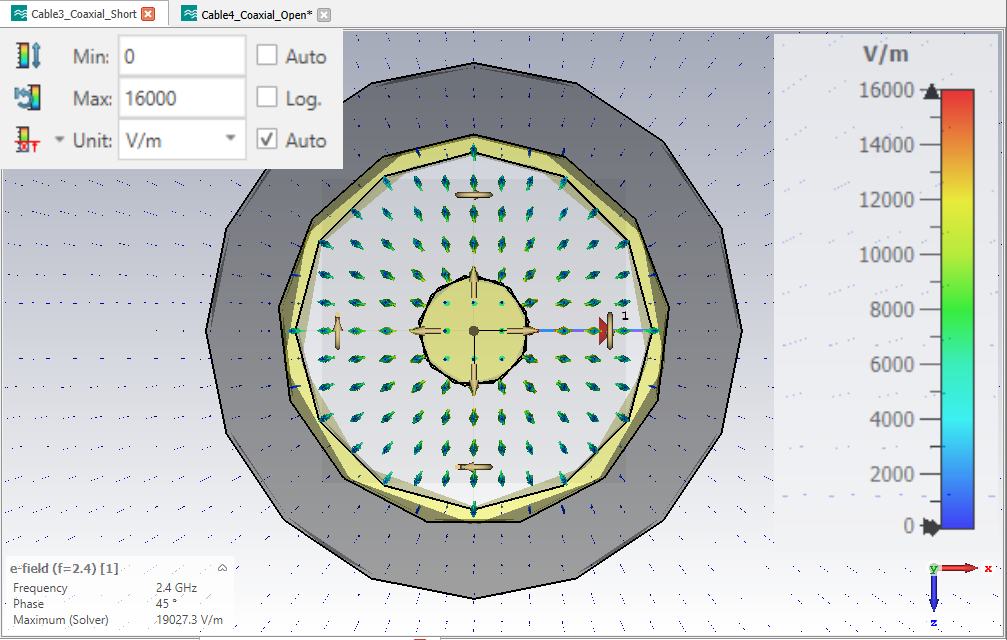 Cable3_Coaxial_Short
Cable4_Coaxial_Open*
Min: 0 Auto
Max: 16000 Log.
Unit: V/m Auto
V/m
16000
14000
12000
10000
8000
6000
4000
2000
0
1
e-field (f=2.4) [1]
Frequency 2.4 GHz
Phase 45 °
Maximum (Solver) 19027.3 V/m
y
x
z